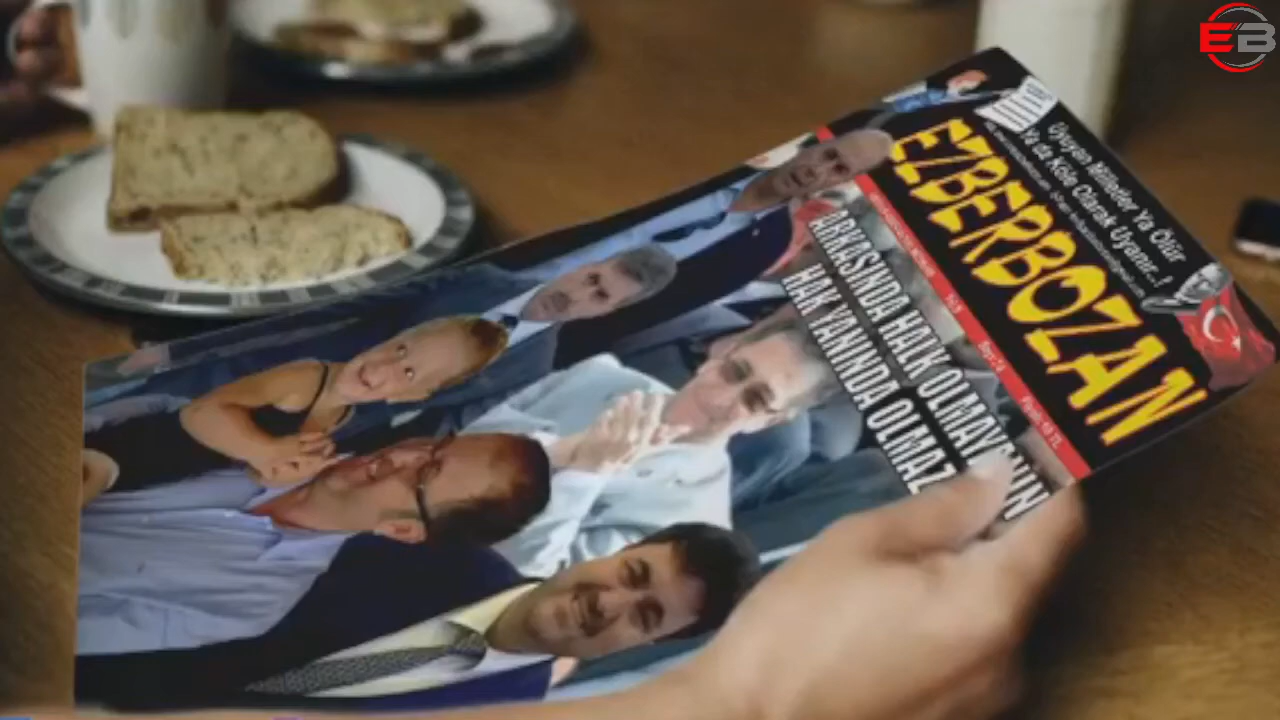 EB
Uyuyan Milletler Ya Ölür
Ya da Köle Olarak Uyanır..!
EZBERBOZAN
ARKASINDA HALK OLMAYANIN
HAK YANINDA OLMAZ